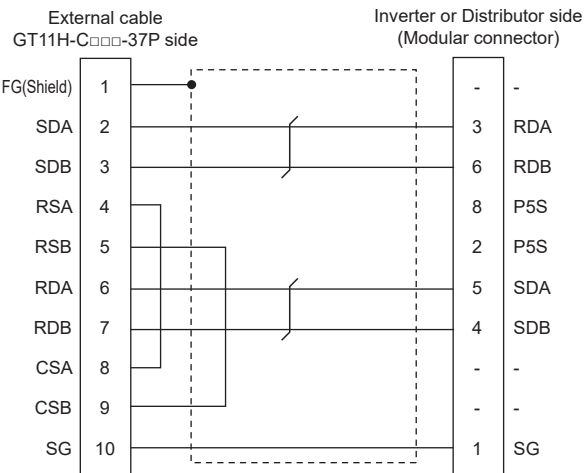 External cable
GT11H-C□□□-37P side
Inverter or Distributor side
(Modular connector)
FG(Shield) 1 - -
SDA 2 3 RDA
SDB 3 6 RDB
RSA 4 8 P5S
RSB 5 2 P5S
RDA 6 5 SDA
RDB 7 4 SDB
CSA 8 - -
CSB 9 - -
SG 10 1 SG